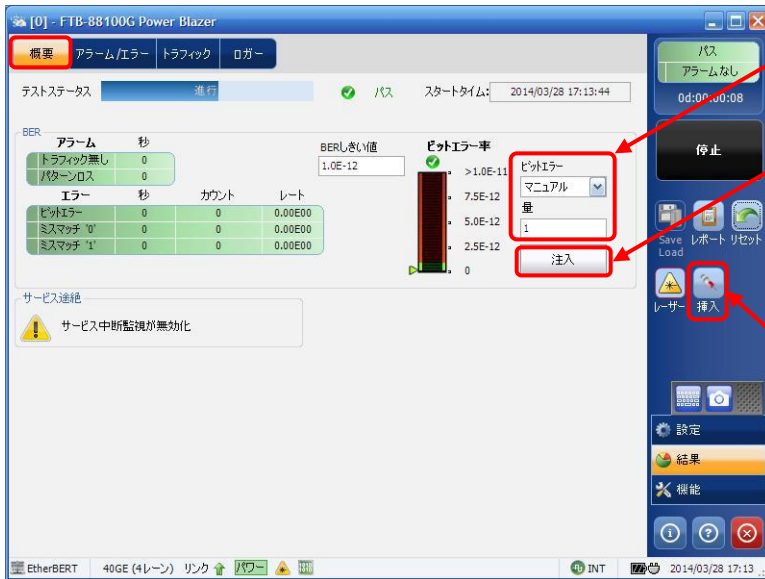 [0] - FTB-88100G Power Blazer
概要 アラーム/エラー トラフィック ロガー
テストステータス 進行 パス スタートタイム: 2014/03/28 17:13:44
BER
アラーム 秒
トラフィック無し 0
パターンロス 0
エラー 秒 カウント レート
ビットエラー 0 0 0.00E00
ミスマッチ '0' 0 0 0.00E00
ミスマッチ '1' 0 0 0.00E00
BERしきい値
1.0E-12
ビットエラー率
>1.0E-11
7.5E-12
5.0E-12
2.5E-12
0
ビットエラー
マニュアル
量
1
注入
サービス途絶
サービス中断監視が無効化
パス
アラームなし
0d:00:00:08
停止
Save Load レポート リセット
レーザー 挿入
設定
結果
機能
EtherBERT 40GE (4レーン) リンク パワー INT 2014/03/28 17:13